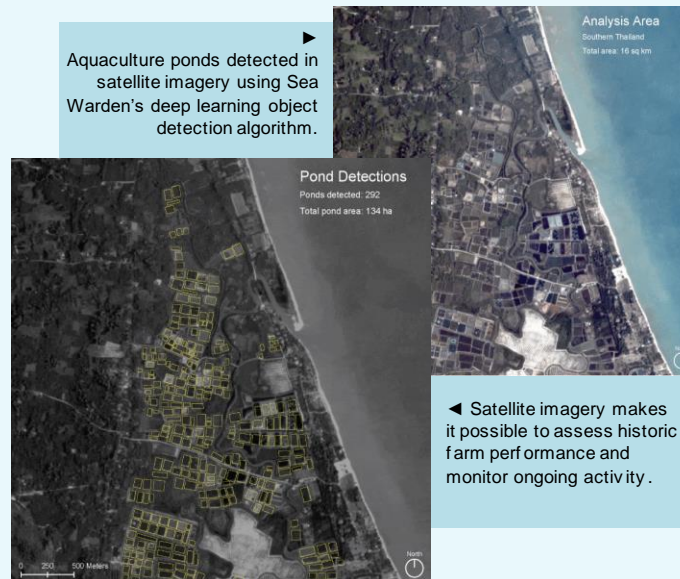 ►
Aquaculture ponds detected in
satellite imagery using Sea
Warden's deep learning object
detection algorithm.
Analysis Area
Southern Thailand
Total area: 16 sq km
Pond Detections
Ponds detected: 292
Total pond area: 134 ha
◄ Satellite imagery makes
it possible to assess historic
farm performance and
monitor ongoing activity.
North
0 250 500 Meters